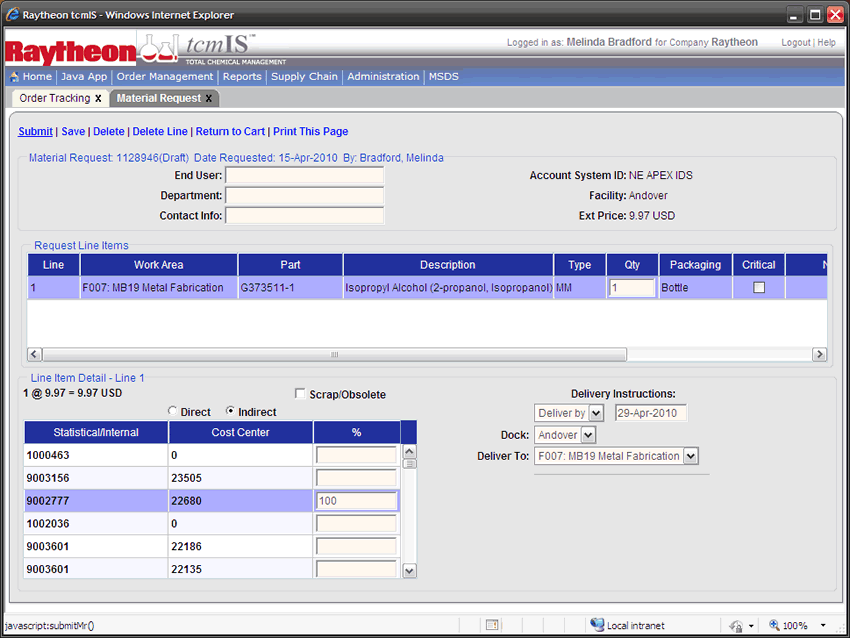 Raytheon tcmIS - Windows Internet Explorer
Raytheon tcmIS™ TOTAL CHEMICAL MANAGEMENT
Logged in as: Melinda Bradford for Company Raytheon Logout | Help
Home | Java App | Order Management | Reports | Supply Chain | Administration | MSDS
Order Tracking x Material Request x
Submit | Save | Delete | Delete Line | Return to Cart | Print This Page
Material Request: 1128946(Draft) Date Requested: 15-Apr-2010 By: Bradford, Melinda
End User: Account System ID: NE APEX IDS
Department: Facility: Andover
Contact Info: Ext Price: 9.97 USD
Request Line Items
Line Work Area Part Description Type Qty Packaging Critical N
1 F007: MB19 Metal Fabrication G373511-1 Isopropyl Alcohol (2-propanol, Isopropanol) MM 1 Bottle
Line Item Detail - Line 1
1 @ 9.97 = 9.97 USD Scrap/Obsolete
Direct Indirect
Statistical/Internal Cost Center %
1000463 0
9003156 23505
9002777 22680 100
1002036 0
9003601 22186
9003601 22135
Delivery Instructions:
Deliver by 29-Apr-2010
Dock: Andover
Deliver To: F007: MB19 Metal Fabrication
javascript:submitMr() Local intranet 100%